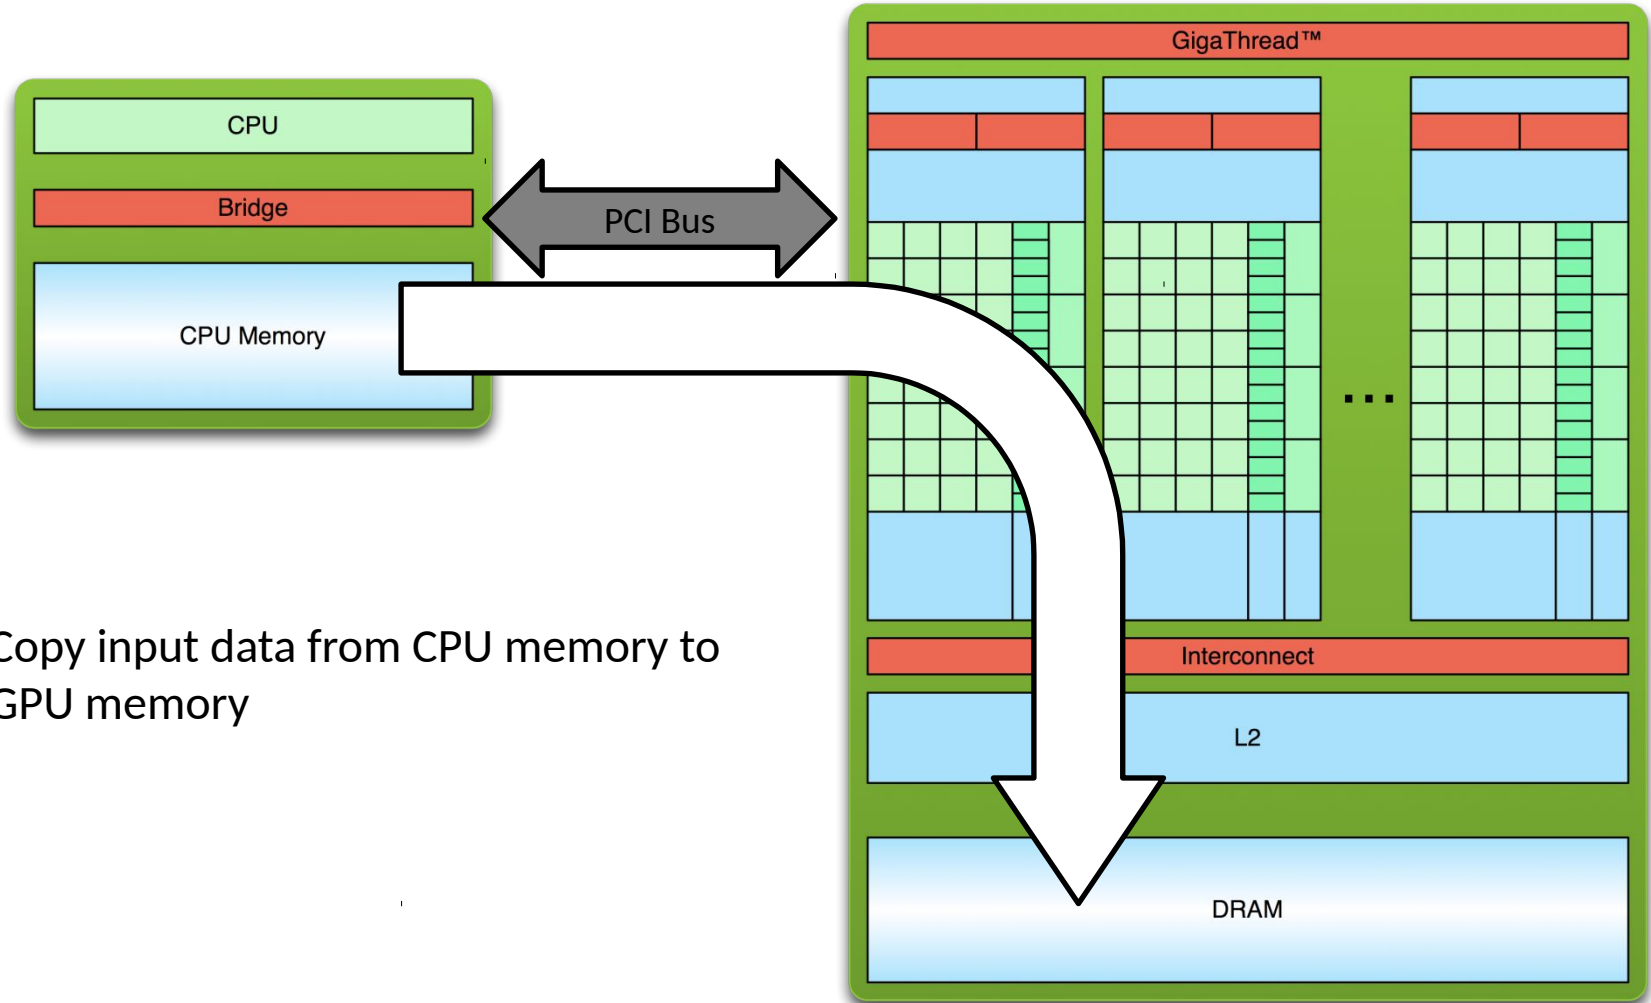 GigaThread™
CPU
Bridge
PCI Bus
CPU Memory
...
Copy input data from CPU memory to
GPU memory
Interconnect
L2
DRAM